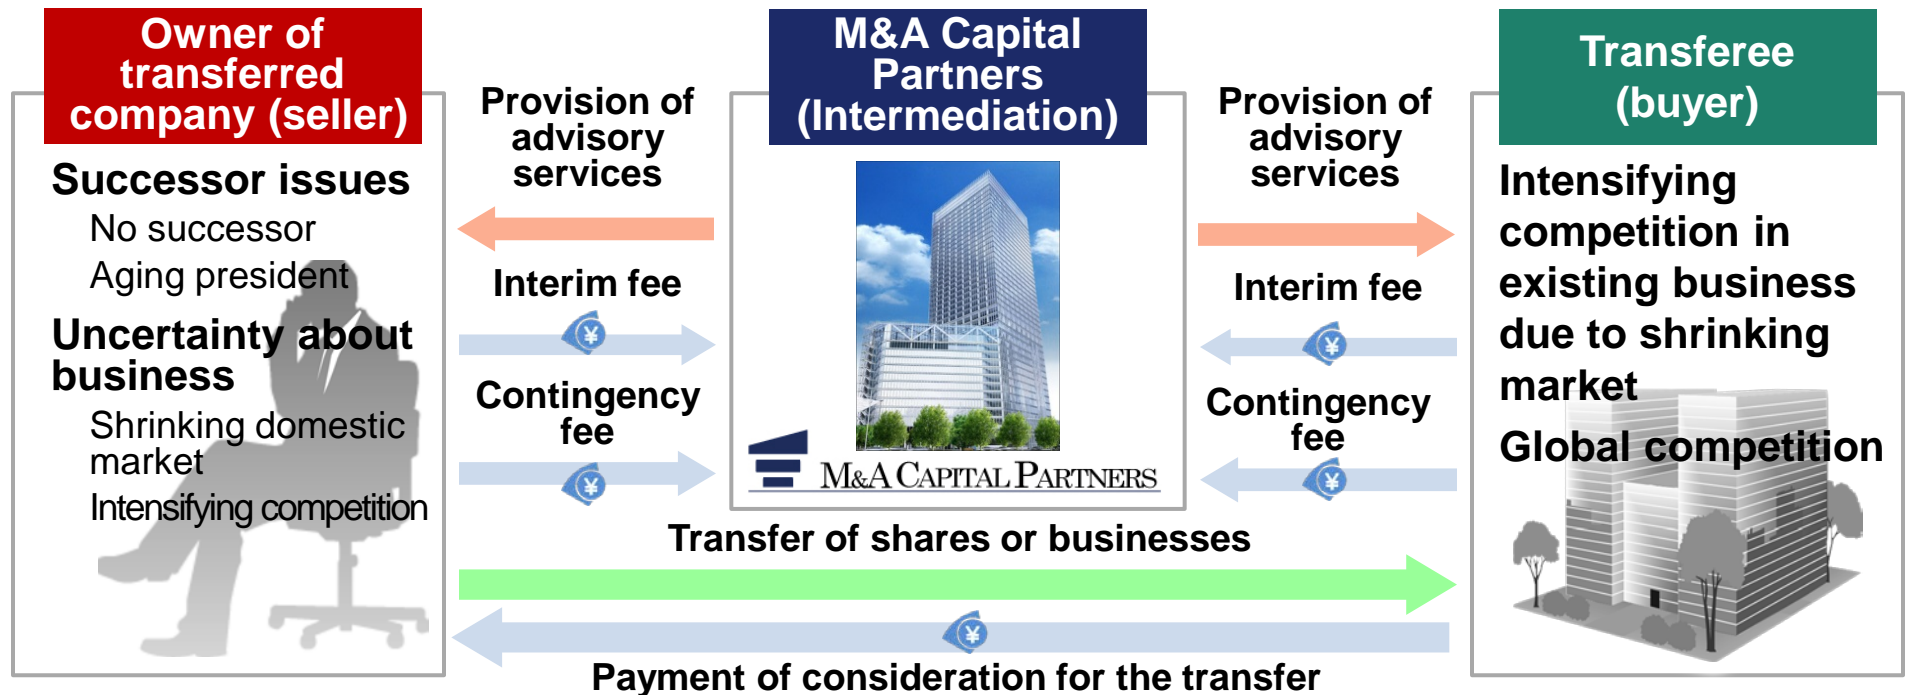 Owner of
transferred
company (seller)
Successor issues
No successor
Aging president
Uncertainty about
business
Shrinking domestic
market
Intensifying competition
Provision of
advisory
services
Interim fee
¥
Contingency
fee
¥
M&A Capital
Partners
(Intermediation)
M&A CAPITAL PARTNERS
Provision of
advisory
services
Interim fee
¥
Contingency
fee
¥
Transferee
(buyer)
Intensifying
competition in
existing business
due to shrinking
market
Global competition
Transfer of shares or businesses
¥
Payment of consideration for the transfer